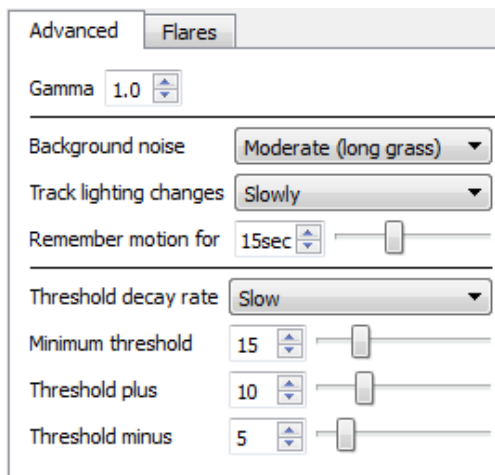 Advanced Flares
Gamma 1.0
Background noise Moderate (long grass)
Track lighting changes Slowly
Remember motion for 15sec
Threshold decay rate Slow
Minimum threshold 15
Threshold plus 10
Threshold minus 5